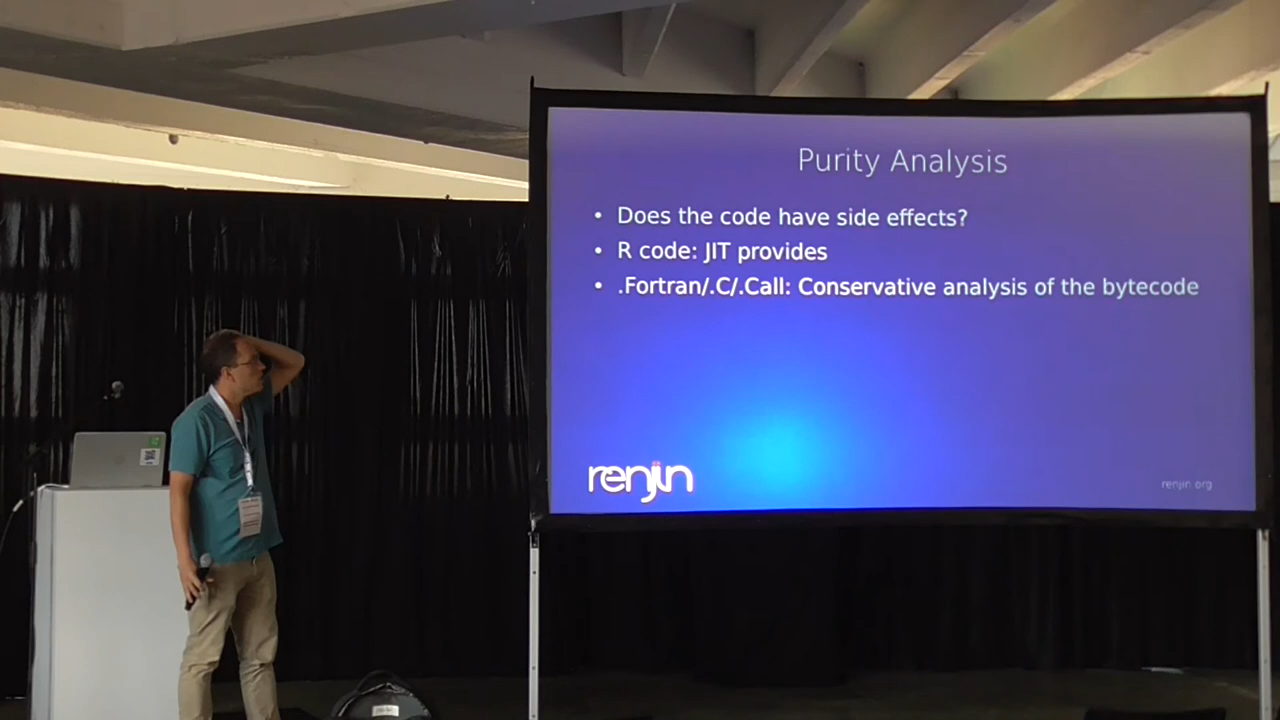 Purity Analysis
• Does the code have side effects?
• R code: JIT provides
• .Fortran/.C/.Call: Conservative analysis of the bytecode
renjin
renjin.org